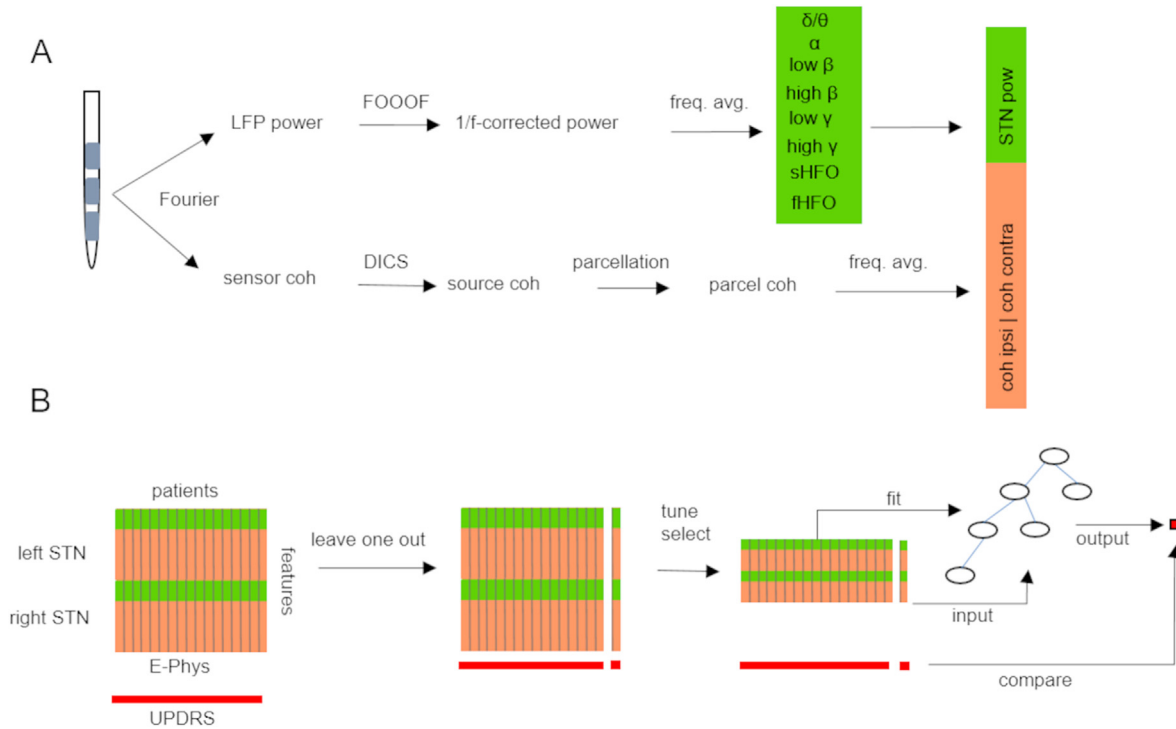 A
LFP power
FOOOF
1/f-corrected power
freq. avg.
δ/θ
α
low β
high β
low γ
high γ
sHFO
fHFO
STN pow
Fourier
sensor coh
DICS
source coh
parcellation
parcel coh
freq. avg.
coh ipsi | coh contra
B
patients
left STN
right STN
features
E-Phys
UPDRS
leave one out
tune
select
fit
input
output
compare